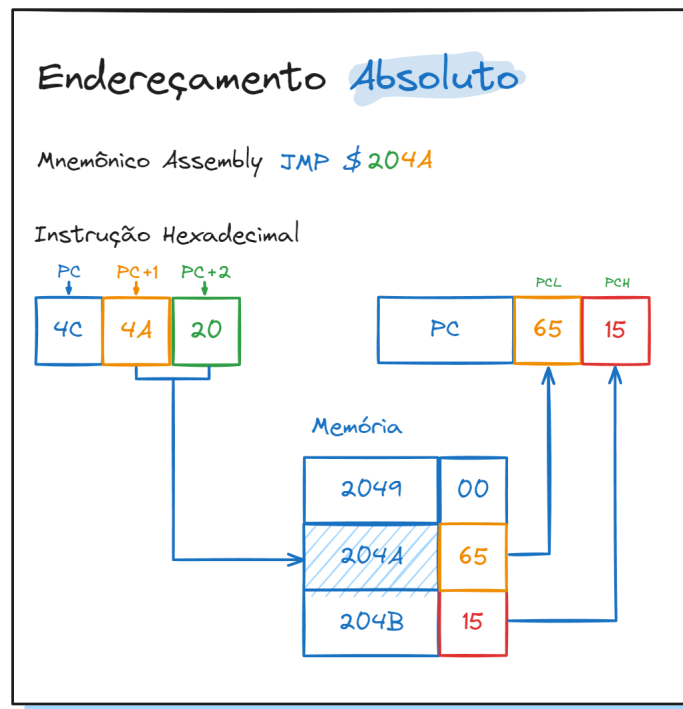 Endereçamento Absoluto
Mnemônico Assembly JMP $204A
Instrução Hexadecimal
PC PC+1 PC+2
4C 4A 20
PCL PCH
PC 65 15
Memória
2049 00
204A 65
204B 15